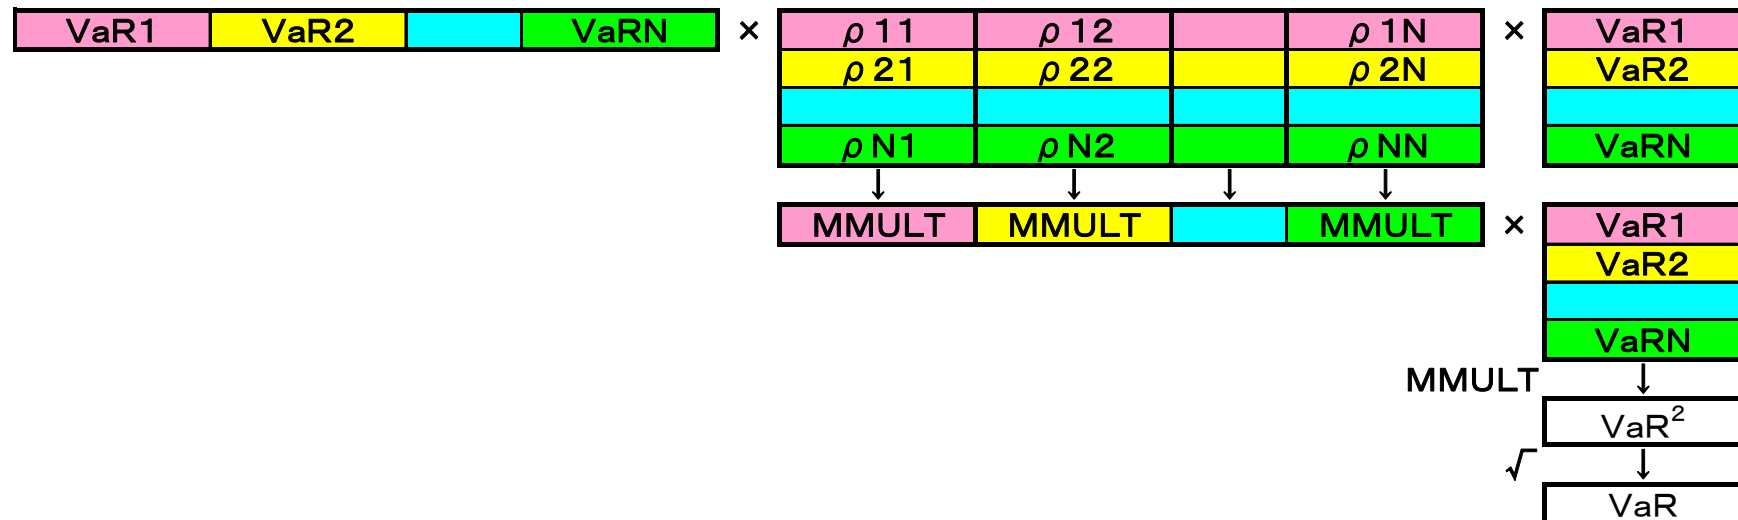 VaR1 VaR2 VaRN × ρ11 ρ12 ρ1N × VaR1
ρ21 ρ22 ρ2N VaR2
ρN1 ρN2 ρNN VaRN
↓ ↓ ↓ ↓
MMULT MMULT MMULT × VaR1
VaR2
VaRN
MMULT ↓
VaR²
√ ↓
VaR